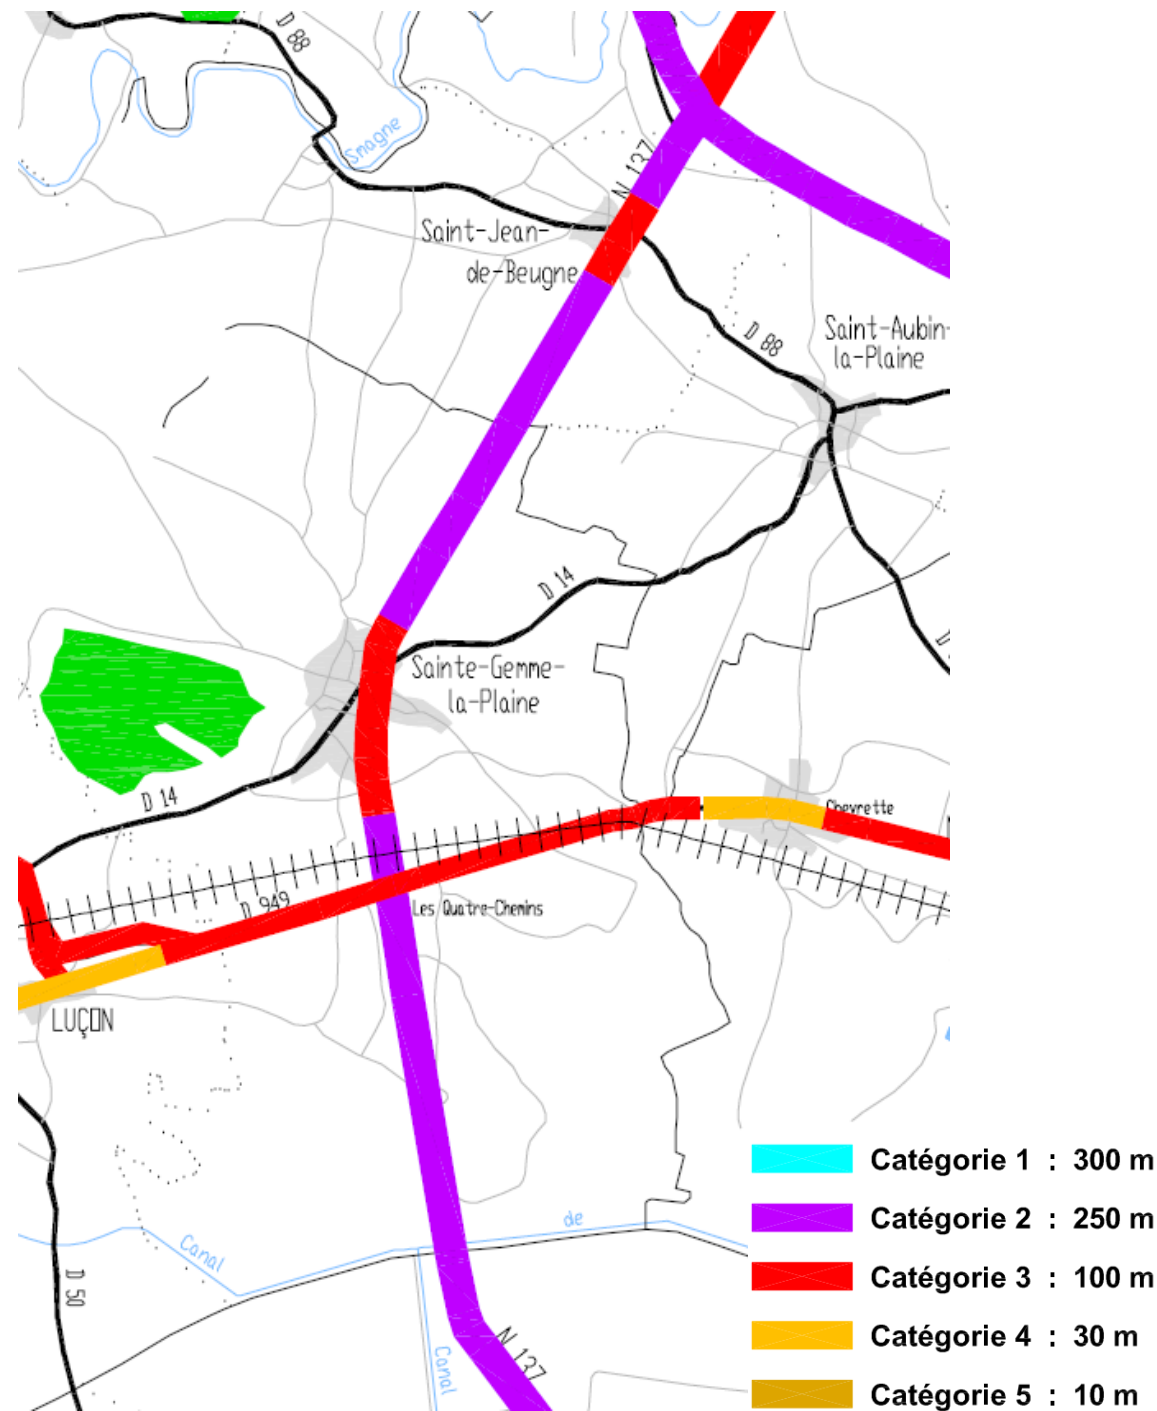 D 88
Smagne
N 137
Saint-Jean-
de-Beugne
D 88
Saint-Aubin-
la-Plaine
D 14
Sainte-Gemme-
la-Plaine
D 14
Chevrette
D 949
Les Quatre-Chemins
LUÇ▯N
Catégorie 1 : 300 m
Catégorie 2 : 250 m
Catégorie 3 : 100 m
Catégorie 4 : 30 m
Catégorie 5 : 10 m
de
Canal
D 50
N 137
Canal